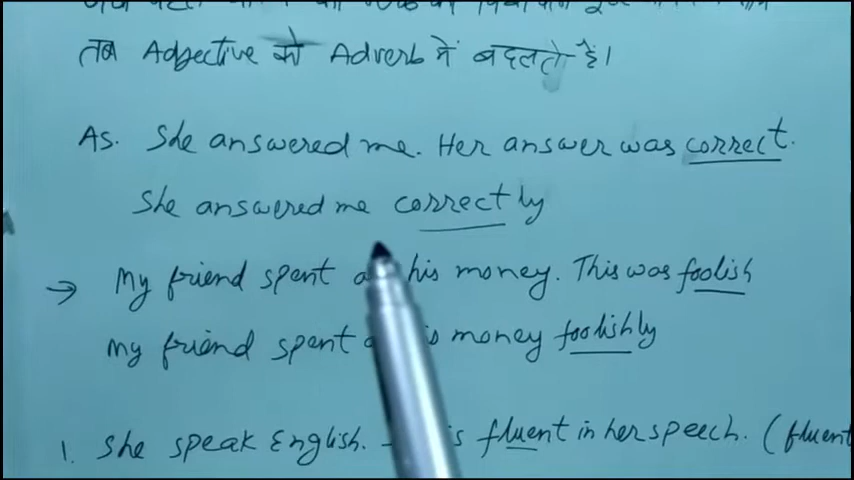 तब Adjective को Adverb में बदलते है।
As. She answered me. Her answer was correct.
She answered me correctly
→ My friend spent his money. This was foolish
My friend spent money foolishly
1. She speak English. is fluent in her speech. (fluent